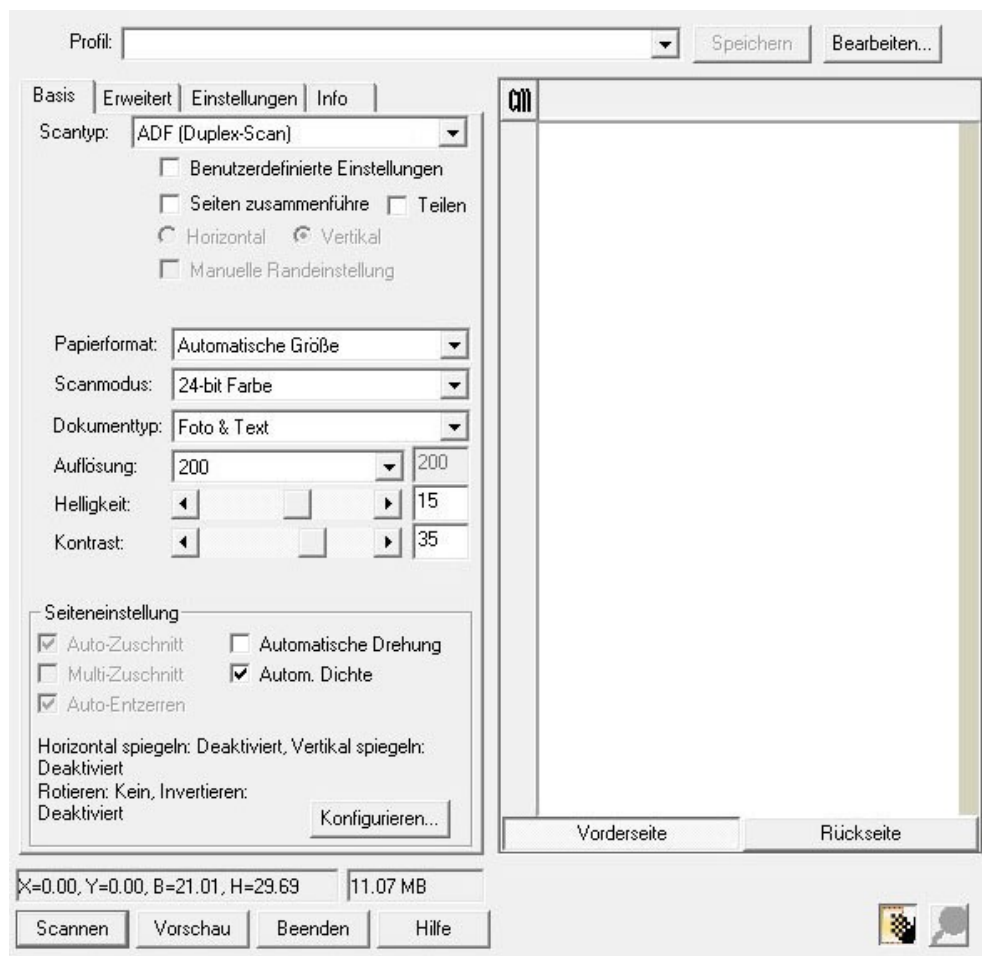 Profil: Speichern Bearbeiten...
Basis Erweitert Einstellungen Info
cm
Scantyp: ADF (Duplex-Scan)
Benutzerdefinierte Einstellungen
Seiten zusammenführe Teilen
Horizontal Vertikal
Manuelle Randeinstellung
Papierformat: Automatische Größe
Scanmodus: 24-bit Farbe
Dokumenttyp: Foto & Text
Auflösung: 200 200
Helligkeit: 15
Kontrast: 35
Seiteneinstellung
Auto-Zuschnitt Automatische Drehung
Multi-Zuschnitt Autom. Dichte
Auto-Entzerren
Horizontal spiegeln: Deaktiviert, Vertikal spiegeln:
Deaktiviert
Rotieren: Kein, Invertieren:
Deaktiviert
Konfigurieren...
Vorderseite Rückseite
X=0.00, Y=0.00, B=21.01, H=29.69 11.07 MB
Scannen Vorschau Beenden Hilfe